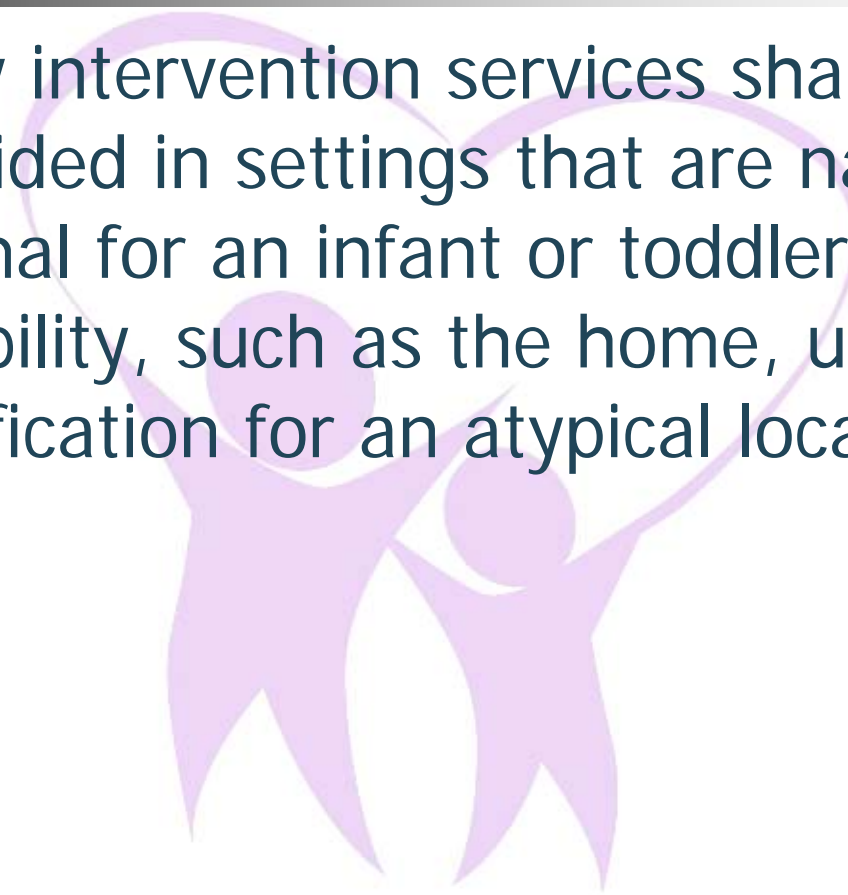 intervention services sha
ided in settings that are na
nal for an infant or toddler
bility, such as the home, u
fication for an atypical loca